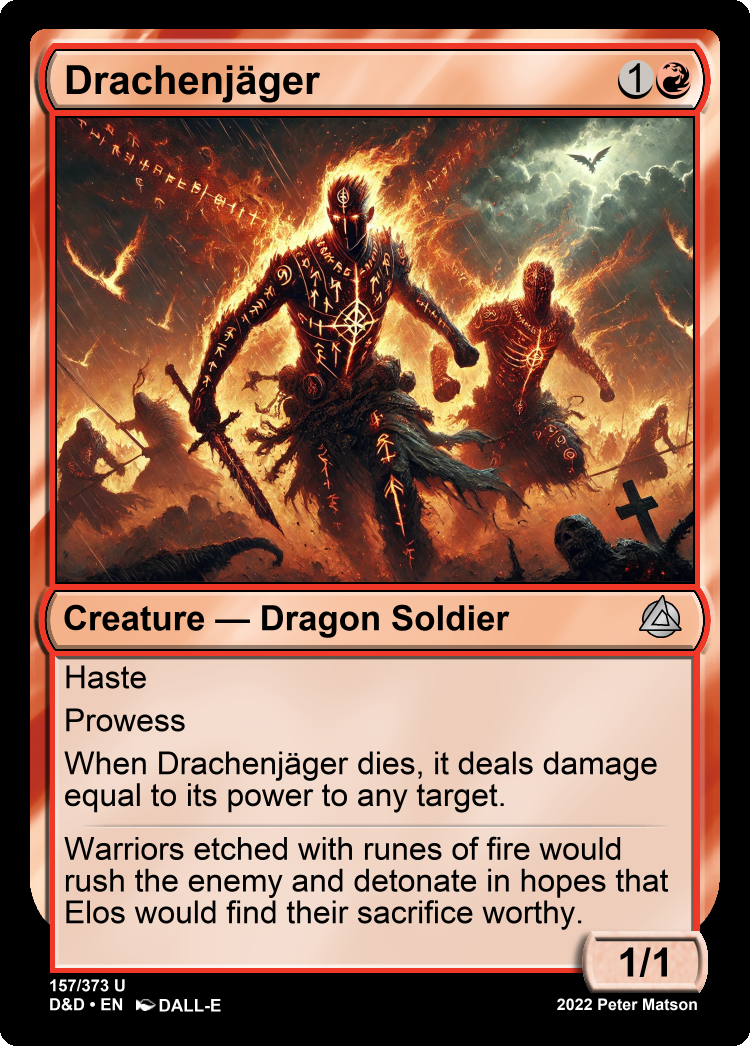 Drachenjäger 1
Creature — Dragon Soldier
Haste
Prowess
When Drachenjäger dies, it deals damage
equal to its power to any target.
Warriors etched with runes of fire would
rush the enemy and detonate in hopes that
Elos would find their sacrifice worthy.
1/1
157/373 U
D&D • EN DALL-E
2022 Peter Matson